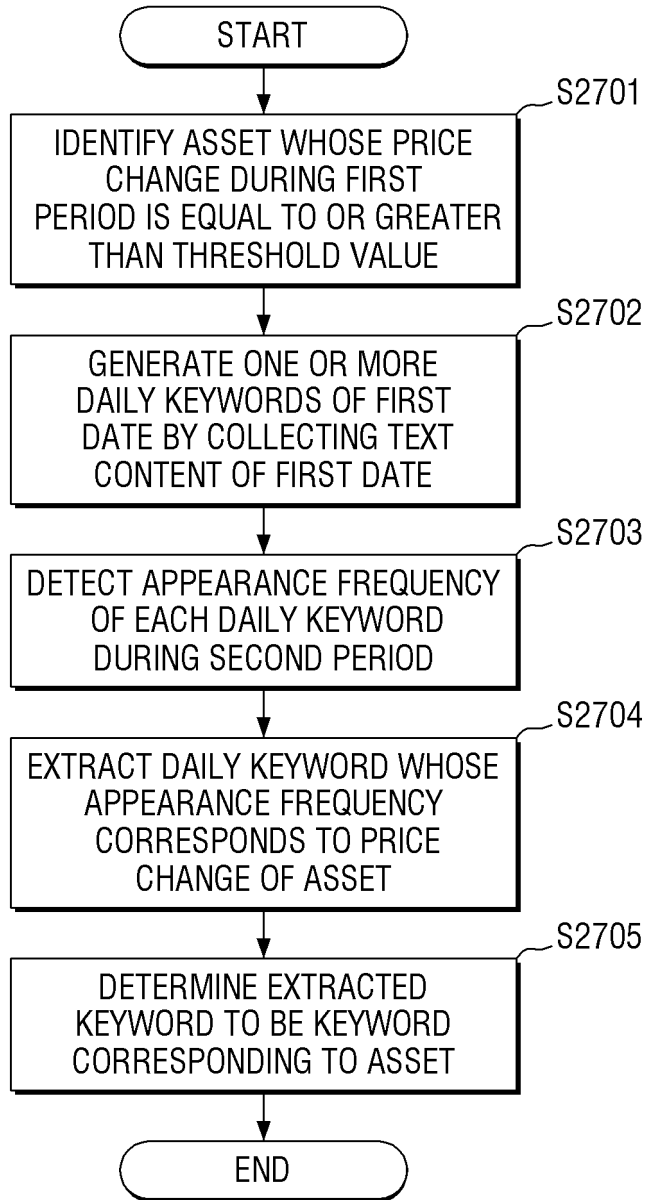 START
S2701
IDENTIFY ASSET WHOSE PRICE
CHANGE DURING FIRST
PERIOD IS EQUAL TO OR GREATER
THAN THRESHOLD VALUE
S2702
GENERATE ONE OR MORE
DAILY KEYWORDS OF FIRST
DATE BY COLLECTING TEXT
CONTENT OF FIRST DATE
S2703
DETECT APPEARANCE FREQUENCY
OF EACH DAILY KEYWORD
DURING SECOND PERIOD
S2704
EXTRACT DAILY KEYWORD WHOSE
APPEARANCE FREQUENCY
CORRESPONDS TO PRICE
CHANGE OF ASSET
S2705
DETERMINE EXTRACTED
KEYWORD TO BE KEYWORD
CORRESPONDING TO ASSET
END